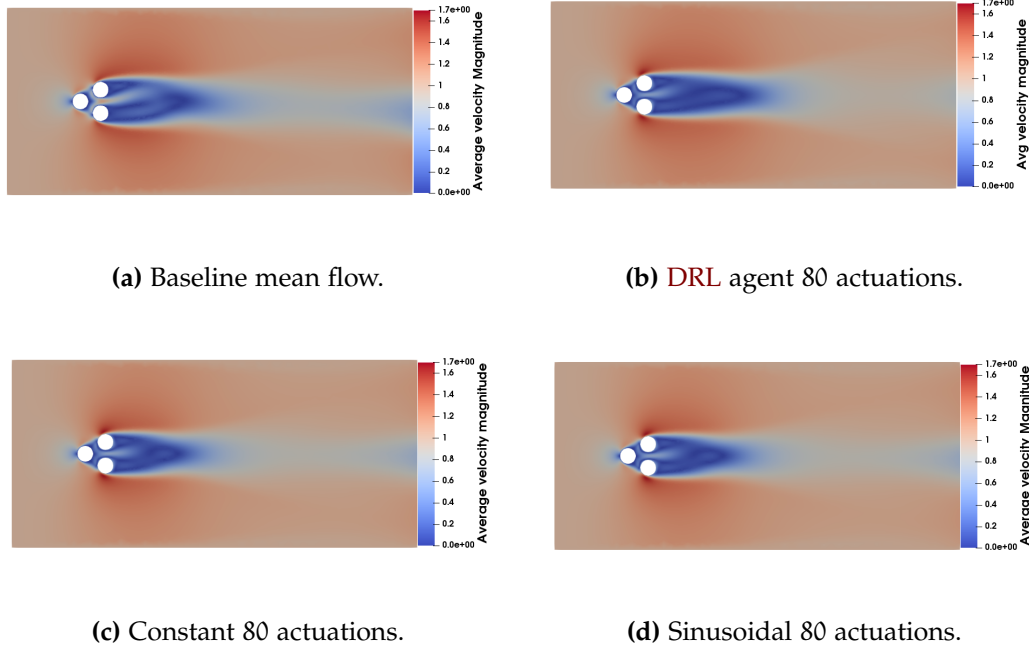 1.7e+00
1.6
1.4
1.2
1
0.8
0.6
0.4
0.2
0.0e+00
Average velocity Magnitude
(a) Baseline mean flow.
1.7e+00
1.6
1.4
1.2
1
0.8
0.6
0.4
0.2
0.0e+00
Avg velocity magnitude
(b) DRL agent 80 actuations.
1.7e+00
1.6
1.4
1.2
1
0.8
0.6
0.4
0.2
0.0e+00
Average velocity magnitude
(c) Constant 80 actuations.
1.7e+00
1.6
1.4
1.2
1
0.8
0.6
0.4
0.2
0.0e+00
Average velocity Magnitude
(d) Sinusoidal 80 actuations.